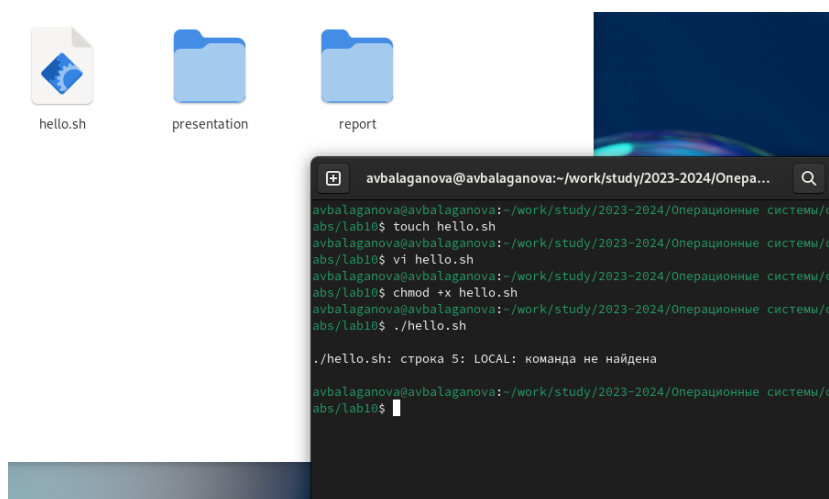 hello.sh
presentation
report
avbalaganova@avbalaganova:~/work/study/2023-2024/Опера...
avbalaganova@avbalaganova:~/work/study/2023-2024/Операционные системы/
abs/lab10$ touch hello.sh
avbalaganova@avbalaganova:~/work/study/2023-2024/Операционные системы/
abs/lab10$ vi hello.sh
avbalaganova@avbalaganova:~/work/study/2023-2024/Операционные системы/
abs/lab10$ chmod +x hello.sh
avbalaganova@avbalaganova:~/work/study/2023-2024/Операционные системы/
abs/lab10$ ./hello.sh
./hello.sh: строка 5: LOCAL: команда не найдена
avbalaganova@avbalaganova:~/work/study/2023-2024/Операционные системы/
abs/lab10$